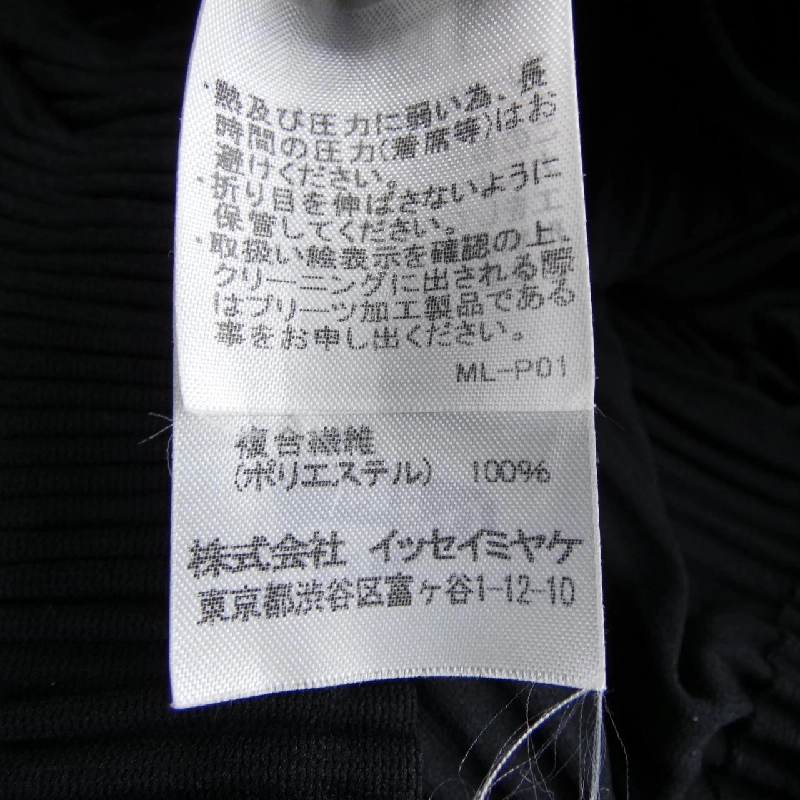 ・熱及び圧力に弱い為、長
時間の圧力(着席等)はお
避けください。
・折り目を伸ばさないように
保管してください。
・取扱い絵表示を確認の上、
クリーニングに出される際
はプリーツ加工製品である
事をお申し出ください。
ML-P01
複合繊維
(ポリエステル) 100%
株式会社 イッセイミヤケ
東京都渋谷区富ヶ谷1-12-10